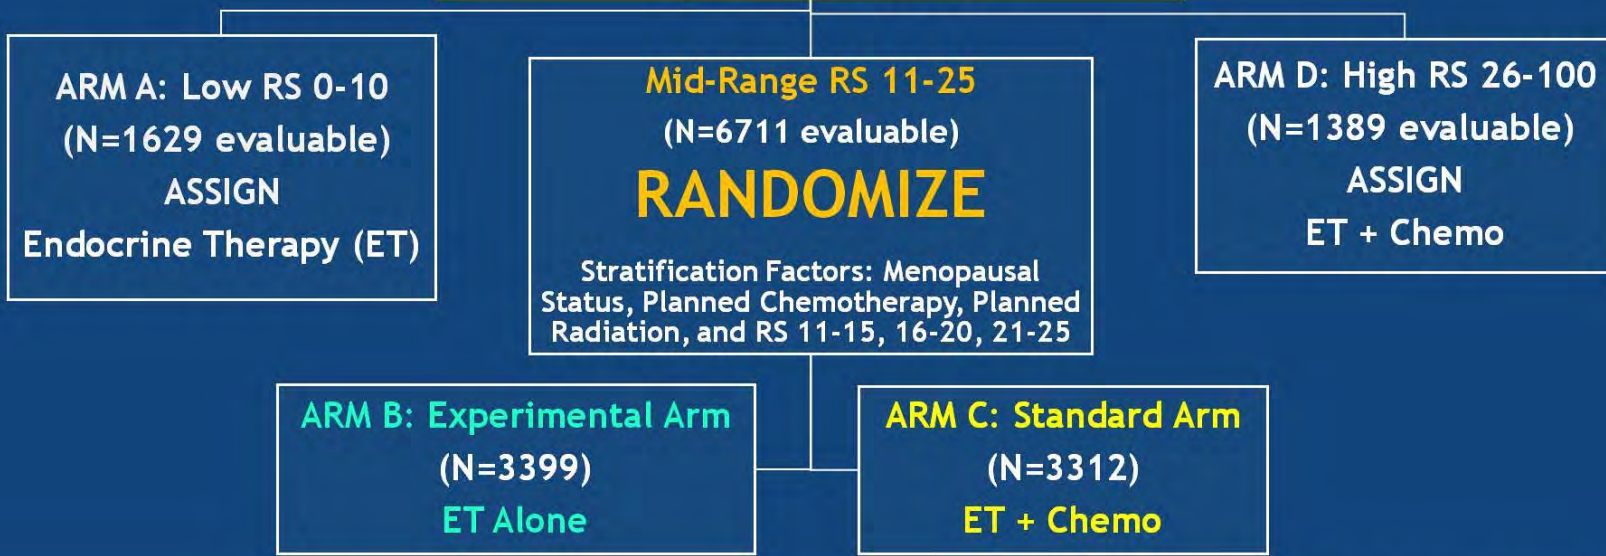 ARM A: Low RS 0-10
(N=1629 evaluable)
ASSIGN
Endocrine Therapy (ET)
Mid-Range RS 11-25
(N=6711 evaluable)
RANDOMIZE
Stratification Factors: Menopausal
Status, Planned Chemotherapy, Planned
Radiation, and RS 11-15, 16-20, 21-25
ARM D: High RS 26-100
(N=1389 evaluable)
ASSIGN
ET + Chemo
ARM B: Experimental Arm
(N=3399)
ET Alone
ARM C: Standard Arm
(N=3312)
ET + Chemo